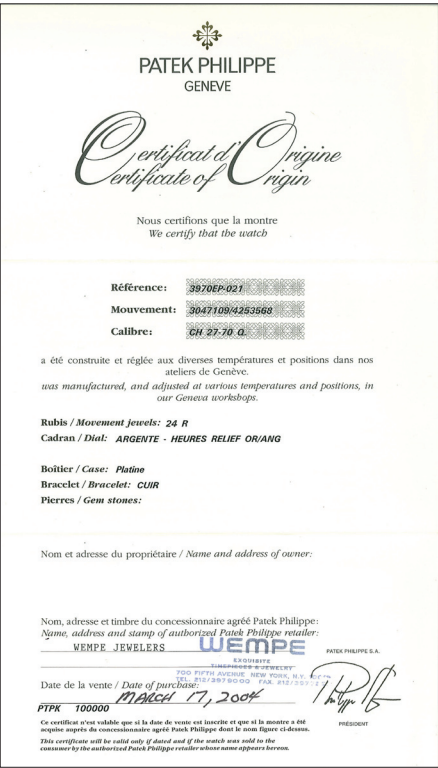 PATEK PHILIPPE
GENEVE
Certificat d'Origine
Certificate of Origin
Nous certifions que la montre
We certify that the watch
Référence: 3970EP-021
Mouvement: 3047109/4253568
Calibre: CH 27-70 Q.
a été construite et réglée aux diverses températures et positions dans nos
ateliers de Genève.
was manufactured, and adjusted at various temperatures and positions, in
our Geneva workshops.
Rubis / Movement jewels: 24 R
Cadran / Dial: ARGENTE - HEURES RELIEF OR/ANG
Boîtier / Case: Platine
Bracelet / Bracelet: CUIR
Pierres / Gem stones:
Nom et adresse du propriétaire / Name and address of owner:
Nom, adresse et timbre du concessionnaire agréé Patek Philippe:
Name, address and stamp of authorized Patek Philippe retailer:
WEMPE JEWELERS WEMPE
PATEK PHILIPPE S.A.
EXQUISITE
TIMEPIECES & JEWELRY
700 FIFTH AVENUE NEW YORK, N.Y.
TEL. 212/397 9000 FAX.
Date de la vente / Date of purchase:
MARCH 17, 2004
PTPK 100000
PRÉSIDENT
Ce certificat n'est valable que si la date de vente est inscrite et que si la montre a été
acquise auprès du concessionnaire agréé Patek Philippe dont le nom figure ci-dessus.
This certificate will be valid only if dated and if the watch was sold to the
consumer by the authorized Patek Philippe retailer whose name appears hereon.